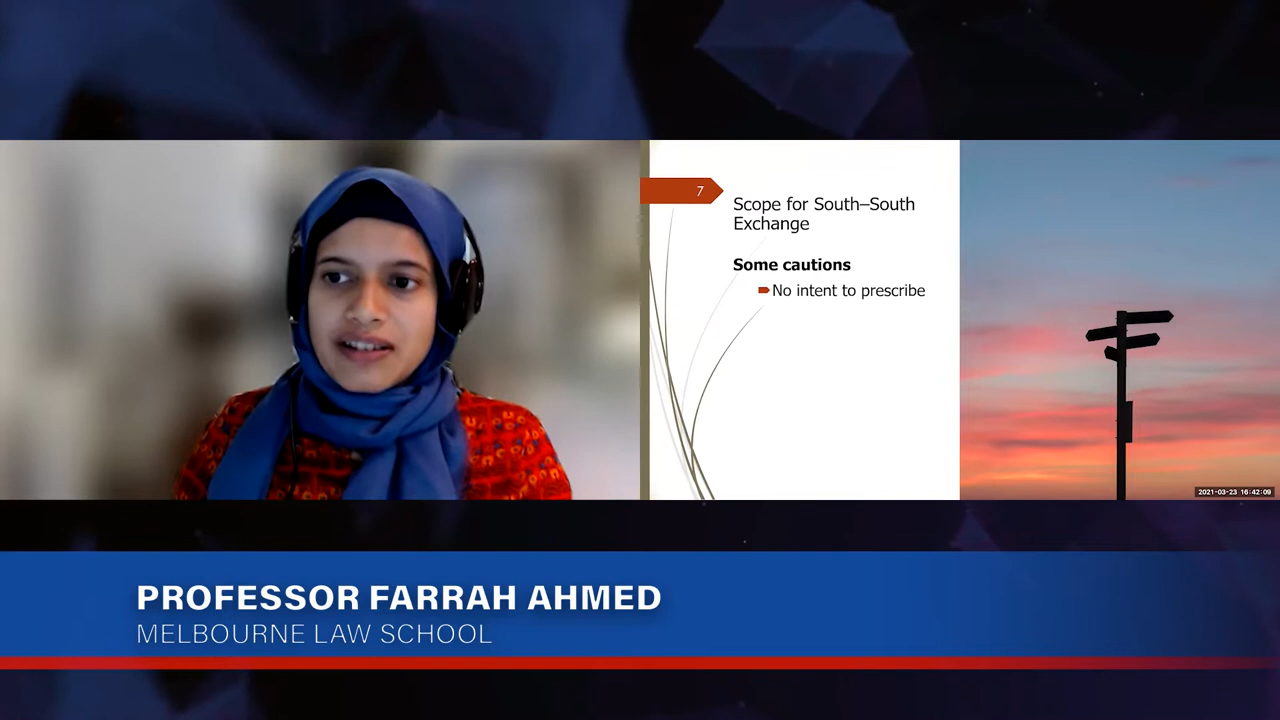 7
Scope for South–South
Exchange
Some cautions
No intent to prescribe
2021-03-23 16:42:09
PROFESSOR FARRAH AHMED
MELBOURNE LAW SCHOOL